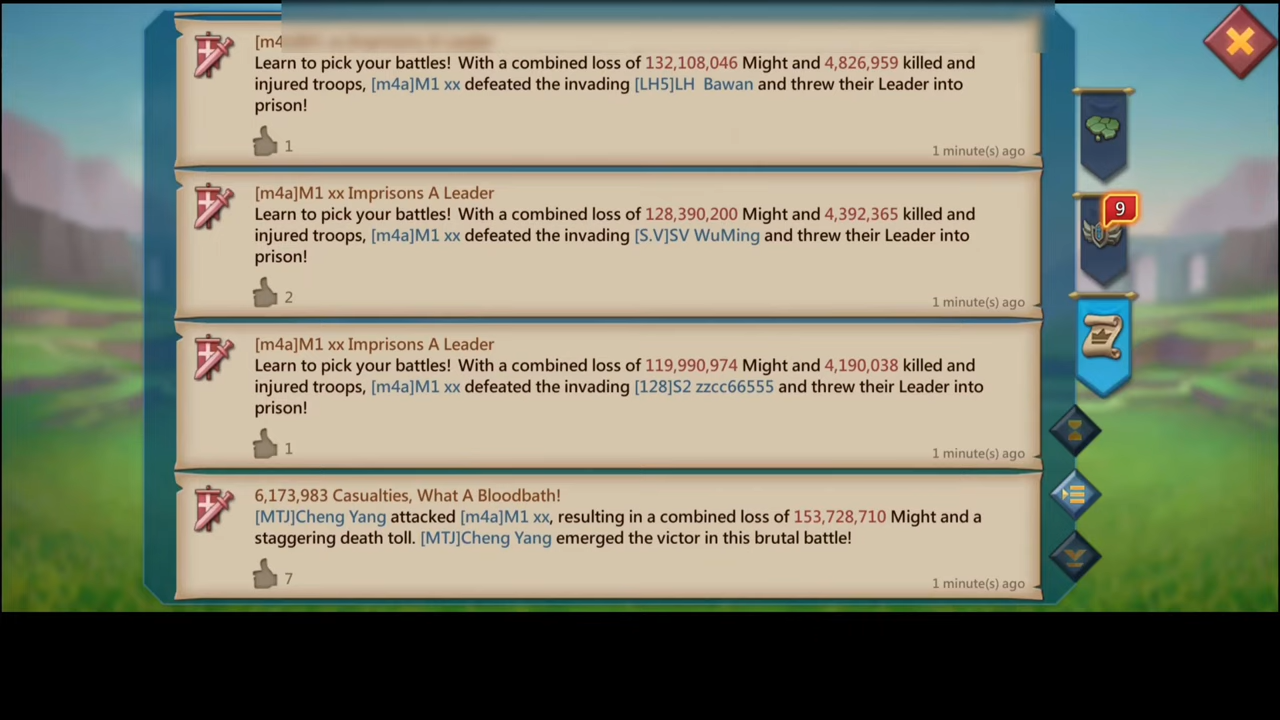 [m4
Learn to pick your battles! With a combined loss of 132,108,046 Might and 4,826,959 killed and
injured troops, [m4a]M1 xx defeated the invading [LH5]LH Bawan and threw their Leader into
prison!
1
1 minute(s) ago
[m4a]M1 xx Imprisons A Leader
Learn to pick your battles! With a combined loss of 128,390,200 Might and 4,392,365 killed and
injured troops, [m4a]M1 xx defeated the invading [S.V]SV WuMing and threw their Leader into
prison!
2
1 minute(s) ago
9
[m4a]M1 xx Imprisons A Leader
Learn to pick your battles! With a combined loss of 119,990,974 Might and 4,190,038 killed and
injured troops, [m4a]M1 xx defeated the invading [128]S2 zzcc66555 and threw their Leader into
prison!
1
1 minute(s) ago
6,173,983 Casualties, What A Bloodbath!
[MTJ]Cheng Yang attacked [m4a]M1 xx, resulting in a combined loss of 153,728,710 Might and a
staggering death toll. [MTJ]Cheng Yang emerged the victor in this brutal battle!
7
1 minute(s) ago